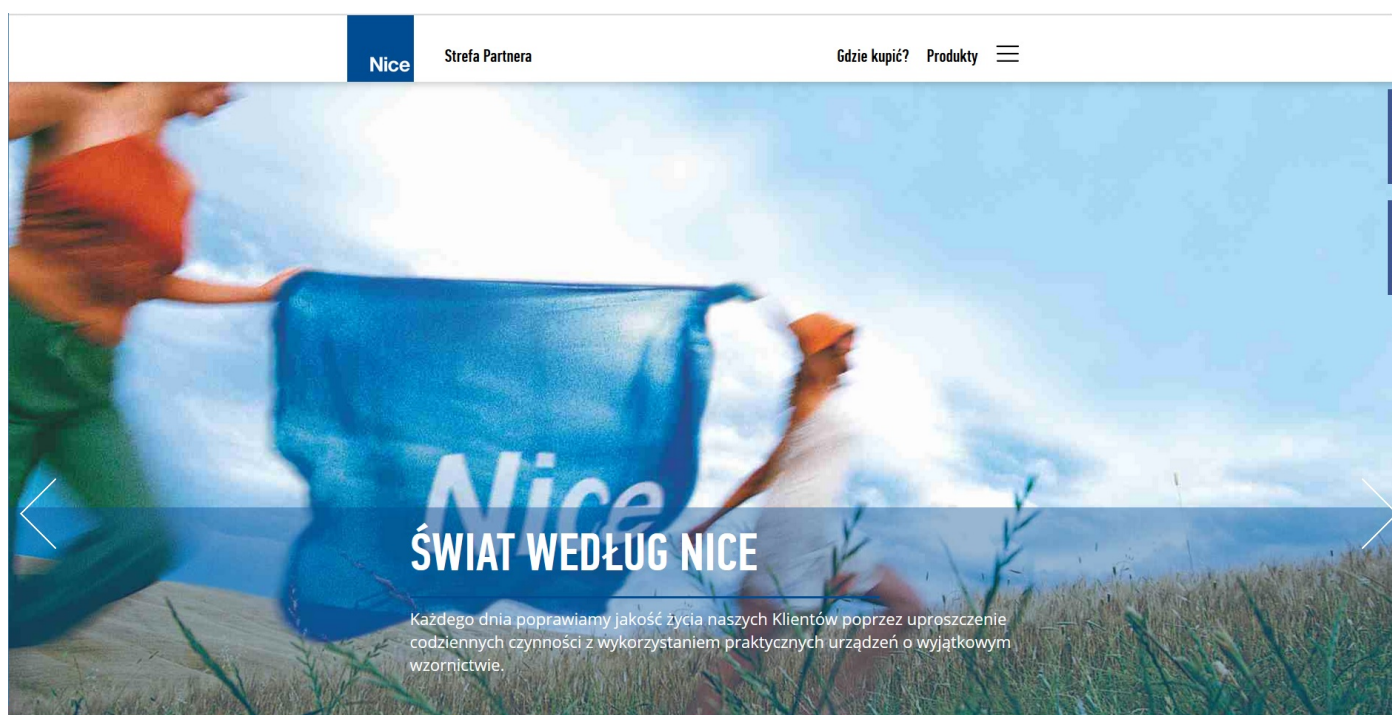 Nice
Strefa Partnera
Gdzie kupić?
Produkty
Nice
ŚWIAT WEDŁUG NICE
Każdego dnia poprawiamy jakość życia naszych Klientów poprzez uproszczenie
codziennych czynności z wykorzystaniem praktycznych urządzeń o wyjątkowym
wzornictwie.